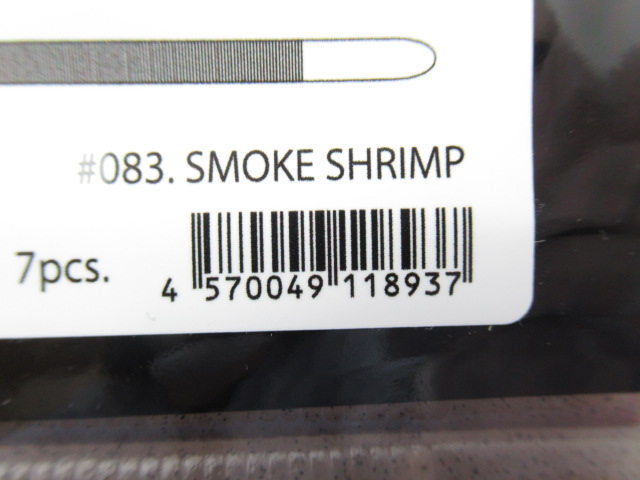 #083. SMOKE SHRIMP
7pcs.
4 570049 118937